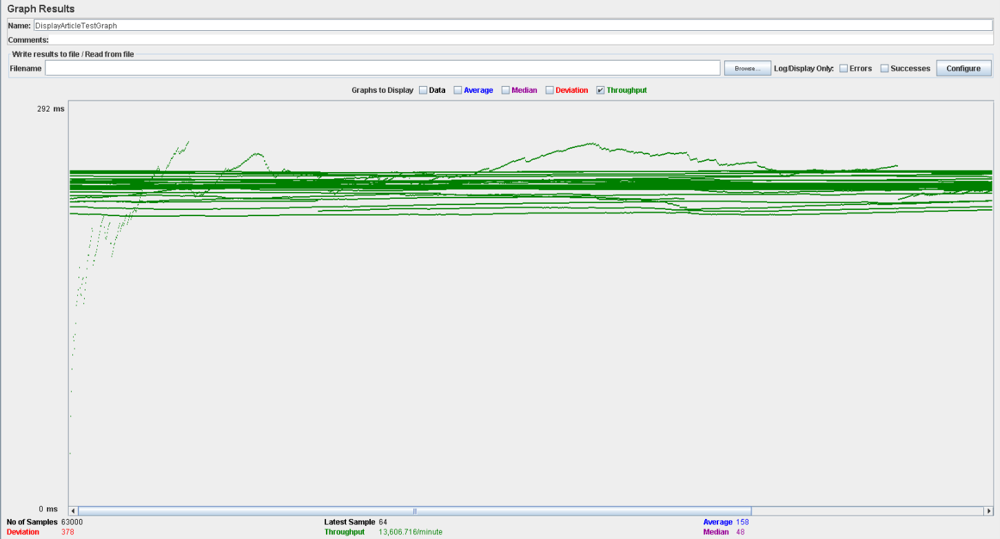 Graph Results
Name: DisplayArticleTestGraph
Comments:
Write results to file / Read from file
Filename Browse... Log/Display Only: Errors Successes Configure
Graphs to Display Data Average Median Deviation Throughput
292 ms
0 ms
No of Samples 63000 Latest Sample 64 Average 158
Deviation 378 Throughput 13,606.716/minute Median 48